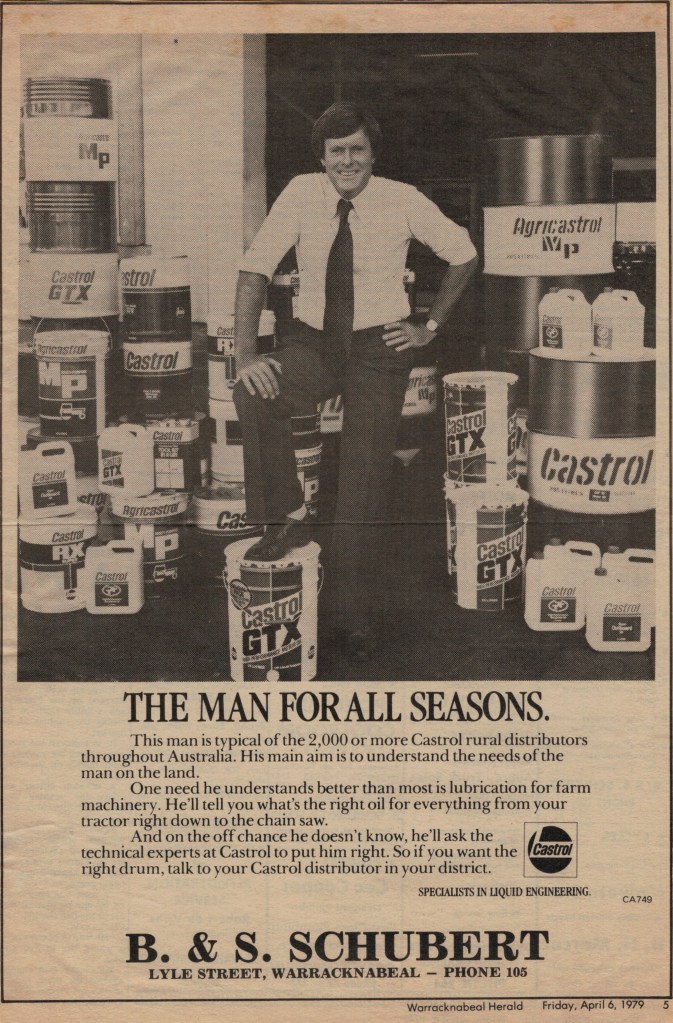 Agricastrol
MP
Castrol
GTX
Castrol
Agricastrol
MP
Castrol
GTX
Castrol
Castrol
RX
Castrol
Agricastrol
MP
Castrol
GTX
MP
Castrol
GTX
Castrol
GTX
Agricastrol
MP
Castrol
Castrol
Castrol
Outboard
THE MAN FOR ALL SEASONS.
This man is typical of the 2,000 or more Castrol rural distributors
throughout Australia. His main aim is to understand the needs of the
man on the land.
One need he understands better than most is lubrication for farm
machinery. He'll tell you what's the right oil for everything from your
tractor right down to the chain saw.
And on the off chance he doesn't know, he'll ask the
technical experts at Castrol to put him right. So if you want the
right drum, talk to your Castrol distributor in your district.
Castrol
SPECIALISTS IN LIQUID ENGINEERING.
CA749
B. & S. SCHUBERT
LYLE STREET, WARRACKNABEAL – PHONE 105
Warracknabeal Herald Friday, April 6, 1979 5